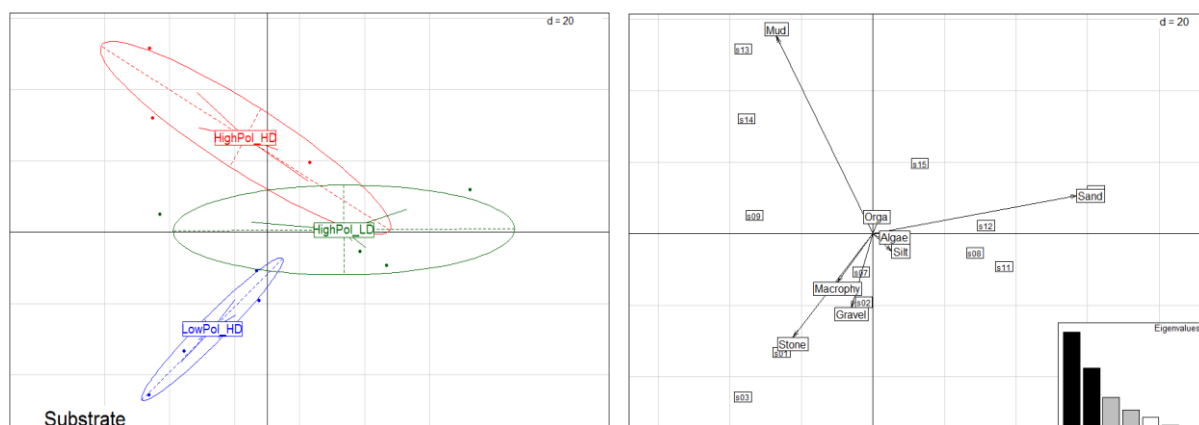 d = 20
HighPol_HD
HighPol_LD
LowPol_HD
Substrate
d = 20
Mud
s13
s14
s15
Sand
s09
Orga
s12
Algae
Silt
s08
s11
s07
Macrophy
s02
Gravel
Stone
s01
s03
Eigenvalues